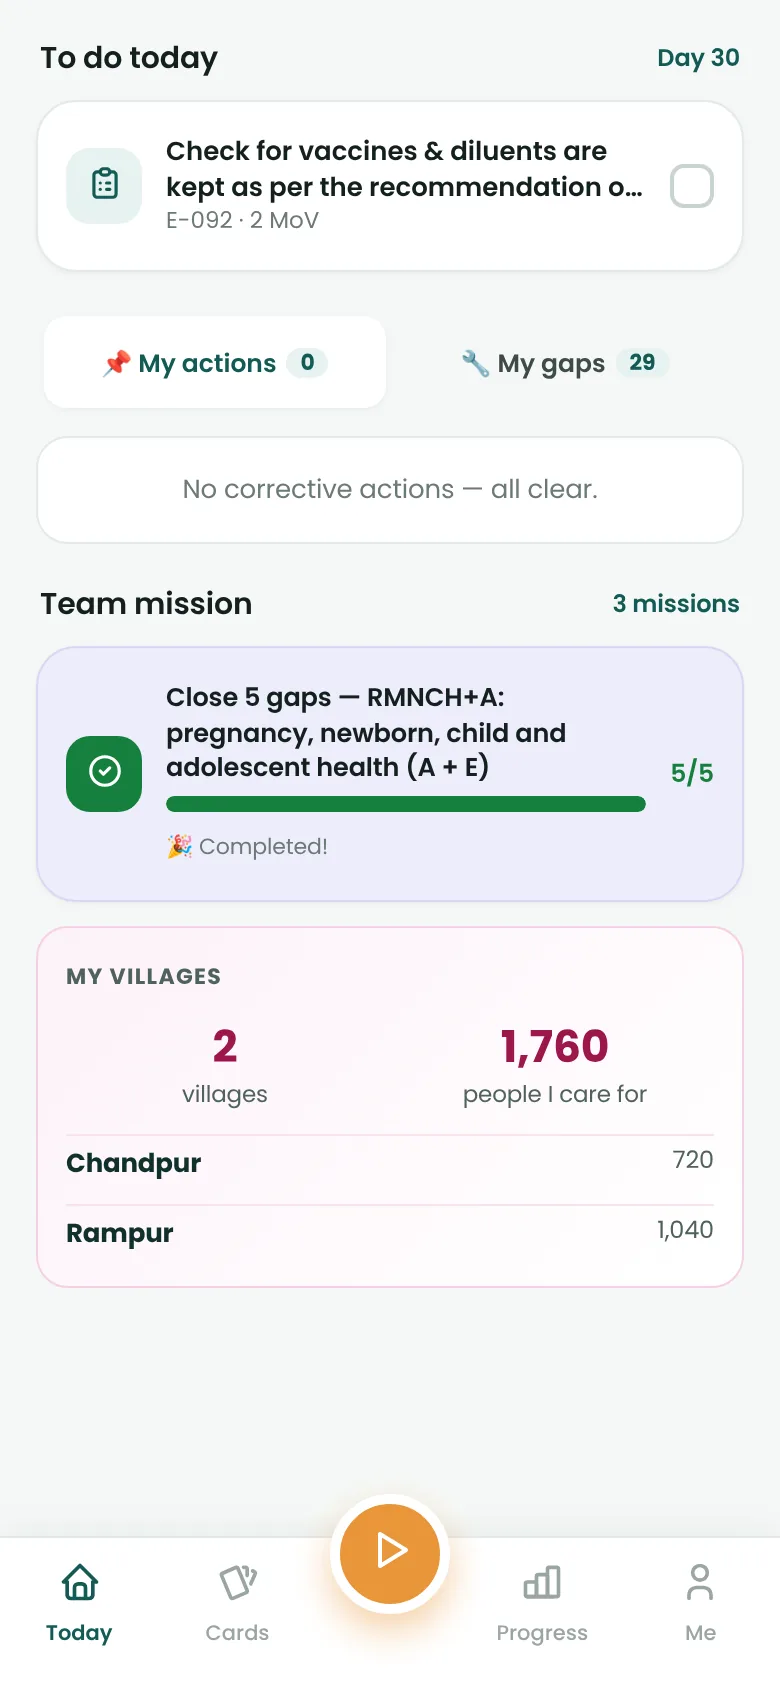 To do today
Day 30
Check for vaccines & diluents are
kept as per the recommendation o...
E-092 · 2 MoV
📌 My actions 0
🔧 My gaps 29
No corrective actions — all clear.
Team mission
3 missions
Close 5 gaps — RMNCH+A:
pregnancy, newborn, child and
adolescent health (A + E)
5/5
🎉 Completed!
MY VILLAGES
2
villages
1,760
people I care for
Chandpur
720
Rampur
1,040
Today
Cards
Progress
Me